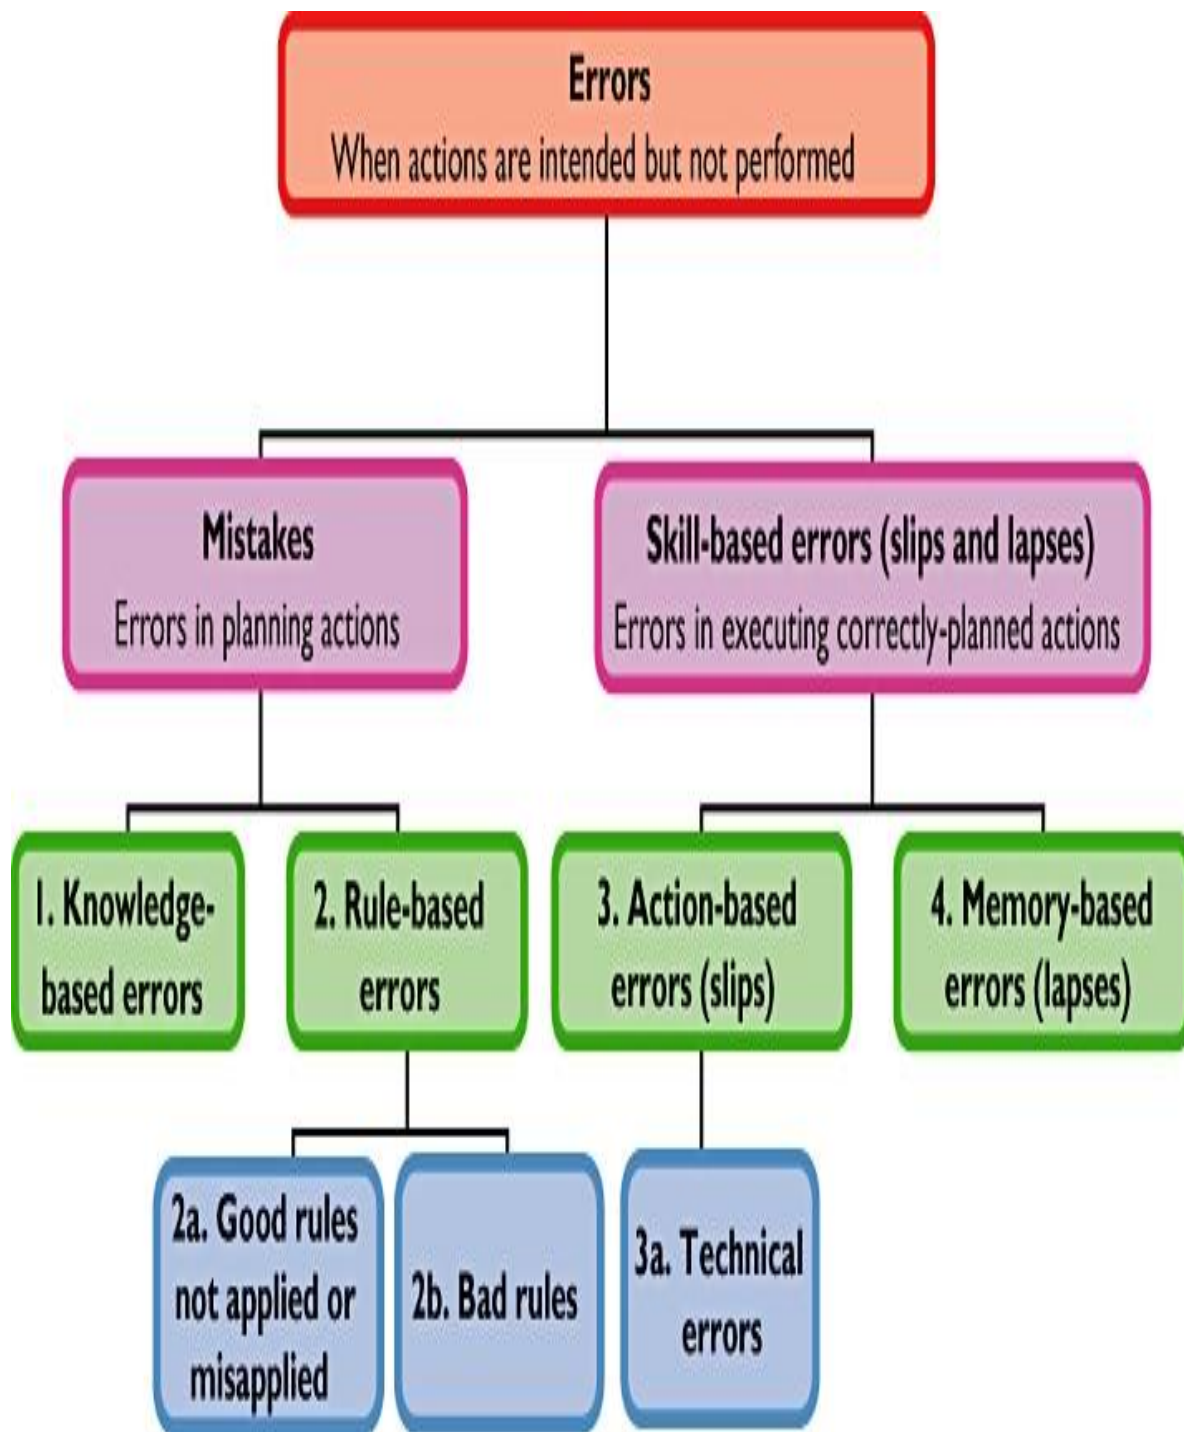 Errors
When actions are intended but not performed
Mistakes
Errors in planning actions
Skill-based errors (slips and lapses)
Errors in executing correctly-planned actions
1. Knowledge-
based errors
2. Rule-based
errors
3. Action-based
errors (slips)
4. Memory-based
errors (lapses)
2a. Good rules
not applied or
misapplied
2b. Bad rules
3a. Technical
errors